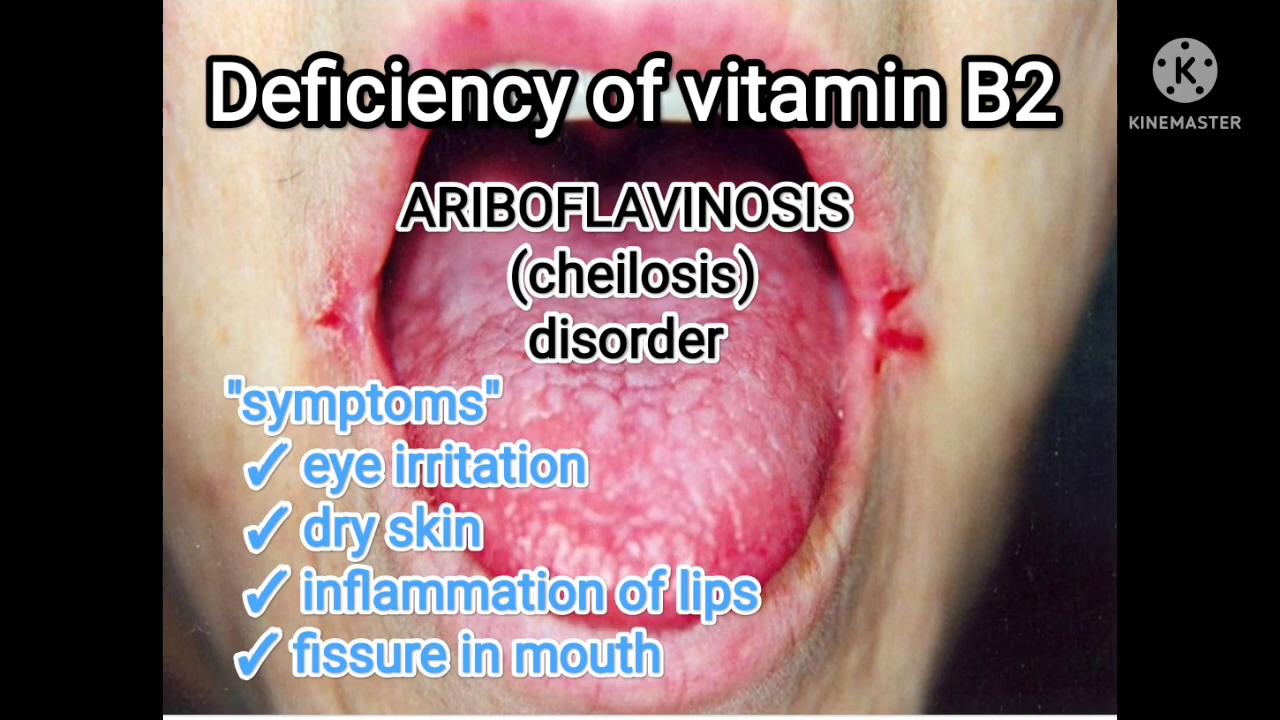 Deficiency of vitamin B2
KINEMASTER
ARIBOFLAVINOSIS
(cheilosis)
disorder
"symptoms"
✓ eye irritation
✓ dry skin
✓ inflammation of lips
✓ fissure in mouth